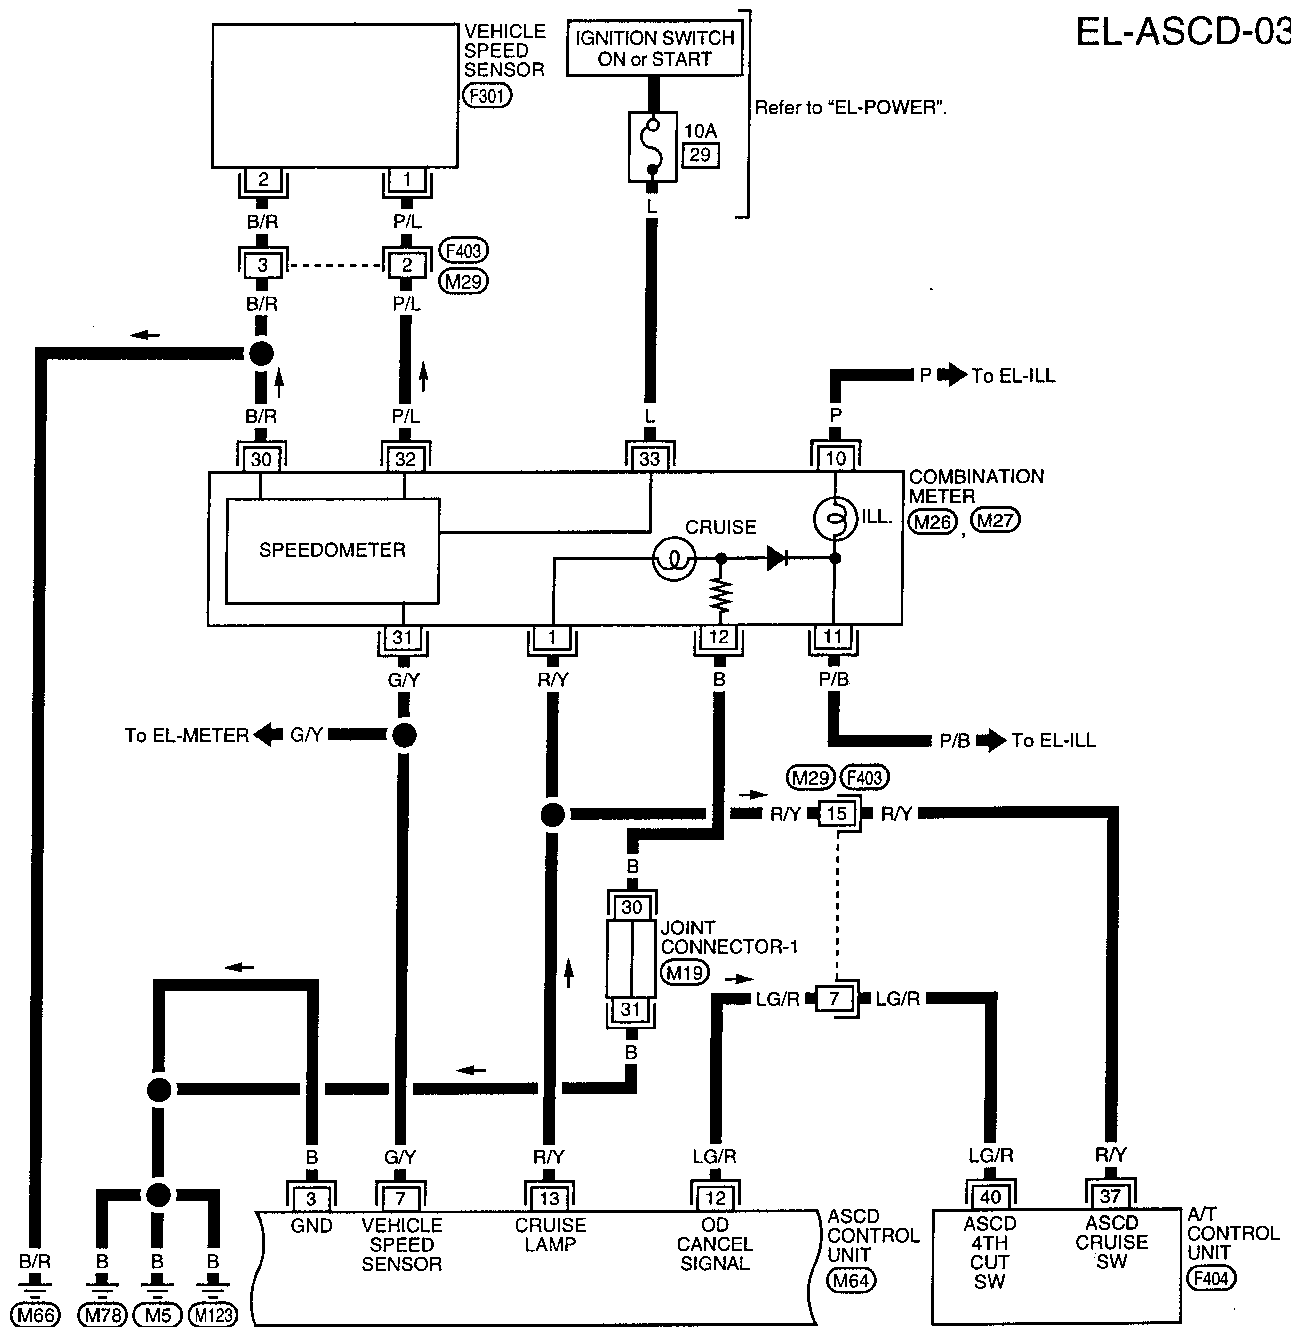 EL-ASCD-03
VEHICLE
SPEED
SENSOR
F301
IGNITION SWITCH
ON or START
Refer to "EL-POWER".
10A
29
2
1
L
B/R
P/L
3
2
F403
M29
B/R
P/L
P
To EL-ILL
B/R
P/L
L
P
30
32
33
10
COMBINATION
METER
M26 , M27
SPEEDOMETER
CRUISE
ILL.
31
1
12
11
G/Y
R/Y
B
P/B
To EL-METER
G/Y
P/B
To EL-ILL
M29
F403
R/Y
15
R/Y
B
30
JOINT
CONNECTOR-1
M19
31
LG/R
7
LG/R
B
B
G/Y
R/Y
LG/R
LG/R
R/Y
3
7
13
12
40
37
GND
VEHICLE
SPEED
SENSOR
CRUISE
LAMP
OD
CANCEL
SIGNAL
ASCD
CONTROL
UNIT
M64
ASCD
4TH
CUT
SW
ASCD
CRUISE
SW
A/T
CONTROL
UNIT
F404
B/R
B
B
B
M66
M78
M5
M123